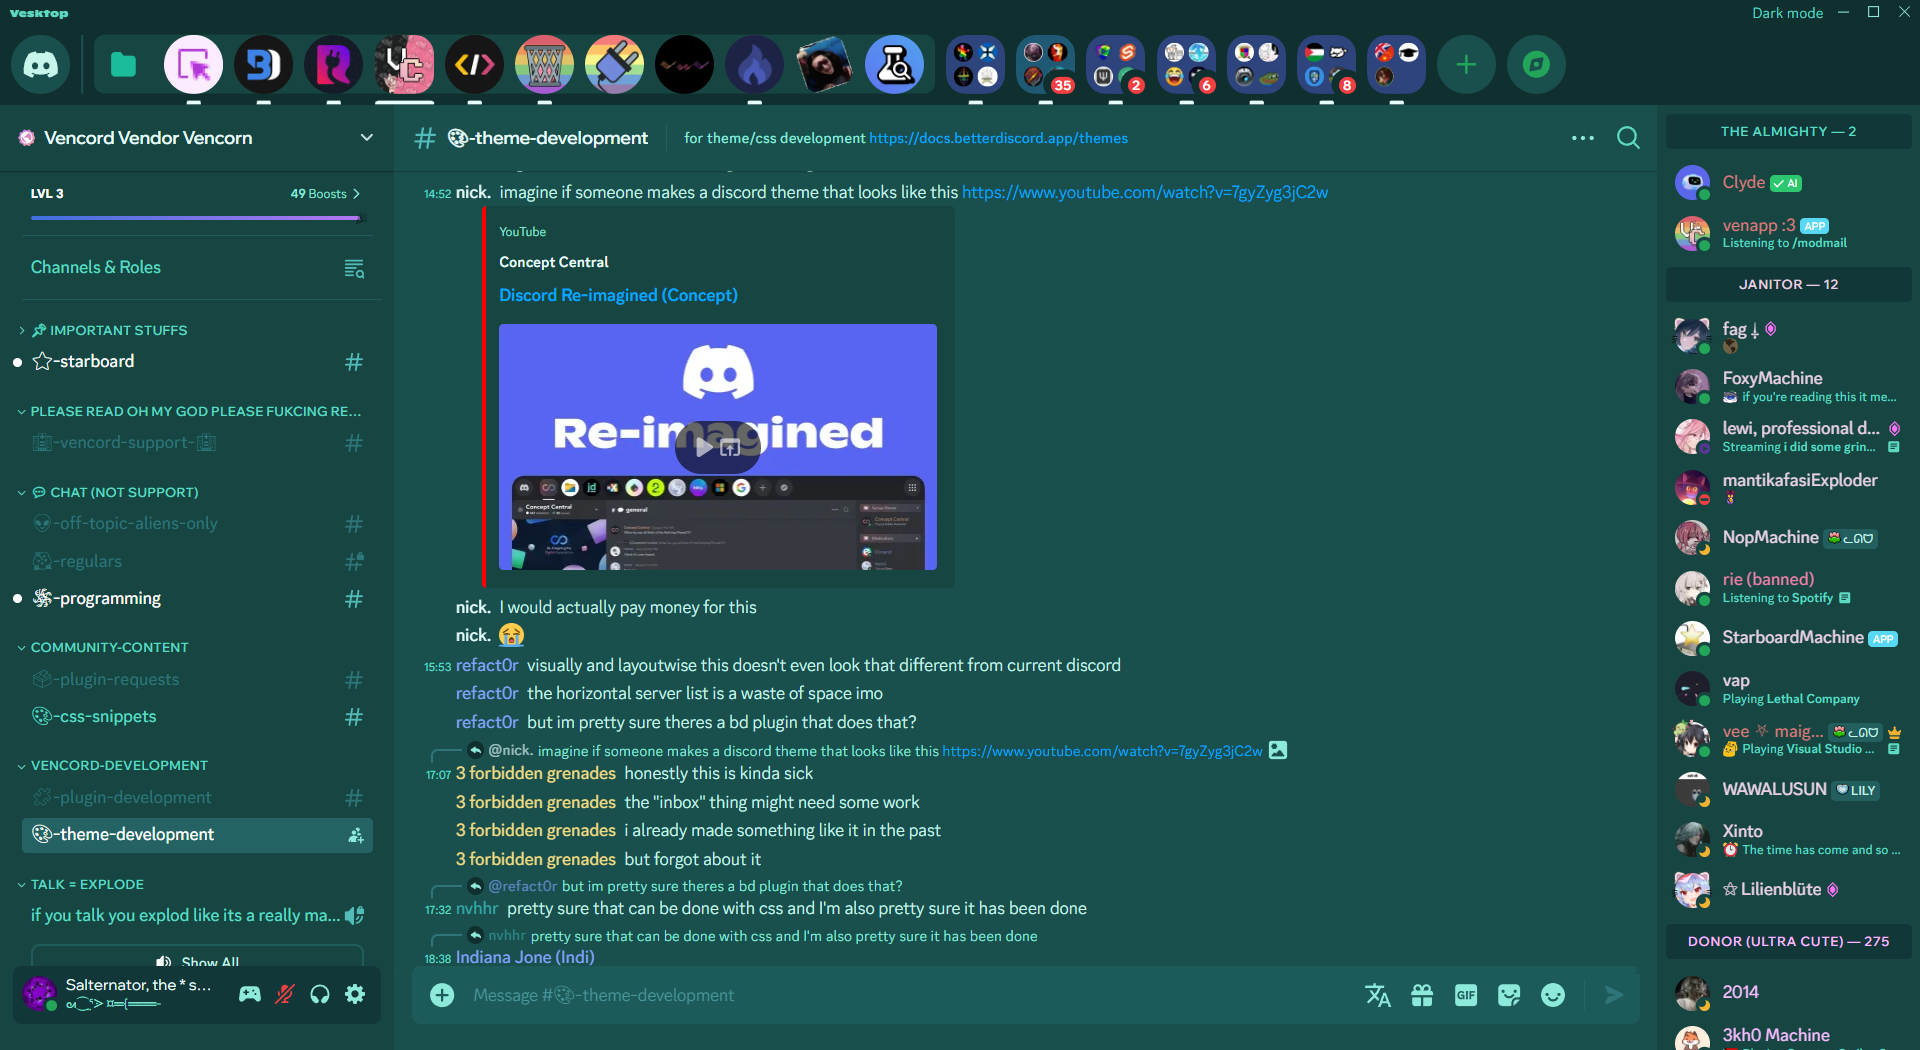 Vesktop
Dark mode
35
2
6
8
Vencord Vendor Vencorn
LVL 3
49 Boosts
Channels & Roles
IMPORTANT STUFFS
-starboard
PLEASE READ OH MY GOD PLEASE FUKCING RE...
-vencord-support-
CHAT (NOT SUPPORT)
-off-topic-aliens-only
-regulars
-programming
COMMUNITY-CONTENT
-plugin-requests
-css-snippets
VENCORD-DEVELOPMENT
-plugin-development
-theme-development
TALK = EXPLODE
if you talk you explod like its a really ma...
Show All
Salternator, the * s...
# -theme-development
for theme/css development https://docs.betterdiscord.app/themes
14:52 nick. imagine if someone makes a discord theme that looks like this https://www.youtube.com/watch?v=7gyZyg3jC2w
YouTube
Concept Central
Discord Re-imagined (Concept)
Re-imagined
Concept Central
# general
nick. I would actually pay money for this
nick. 😭
15:53 refact0r visually and layoutwise this doesn't even look that different from current discord
refact0r the horizontal server list is a waste of space imo
refact0r but im pretty sure theres a bd plugin that does that?
@nick. imagine if someone makes a discord theme that looks like this https://www.youtube.com/watch?v=7gyZyg3jC2w
17:07 3 forbidden grenades honestly this is kinda sick
3 forbidden grenades the "inbox" thing might need some work
3 forbidden grenades i already made something like it in the past
3 forbidden grenades but forgot about it
@refact0r but im pretty sure theres a bd plugin that does that?
17:32 nvhhr pretty sure that can be done with css and I'm also pretty sure it has been done
nvhhr pretty sure that can be done with css and I'm also pretty sure it has been done
18:38 Indiana Jone (Indi)
Message # -theme-development
GIF
THE ALMIGHTY — 2
Clyde ✓ AI
venapp :3 APP
Listening to /modmail
JANITOR — 12
fag
FoxyMachine
if you're reading this it me...
lewi, professional d...
Streaming i did some grin...
mantikafasiExploder
NopMachine
rie (banned)
Listening to Spotify
StarboardMachine APP
vap
Playing Lethal Company
vee ⛧ maig...
Playing Visual Studio ...
WAWALUSUN LILY
Xinto
The time has come and so ...
☆ Lilienblüte
DONOR (ULTRA CUTE) — 275
2014
3kh0 Machine